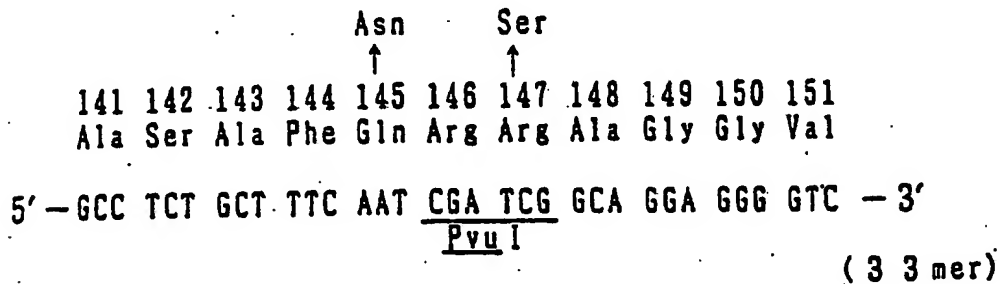 Asn Ser
↑ ↑
141 142 143 144 145 146 147 148 149 150 151
Ala Ser Ala Phe Gln Arg Arg Ala Gly Gly Val
5′ — GCC TCT GCT TTC AAT CGA TCG GCA GGA GGG GTC — 3′
Pvu I
(33mer)